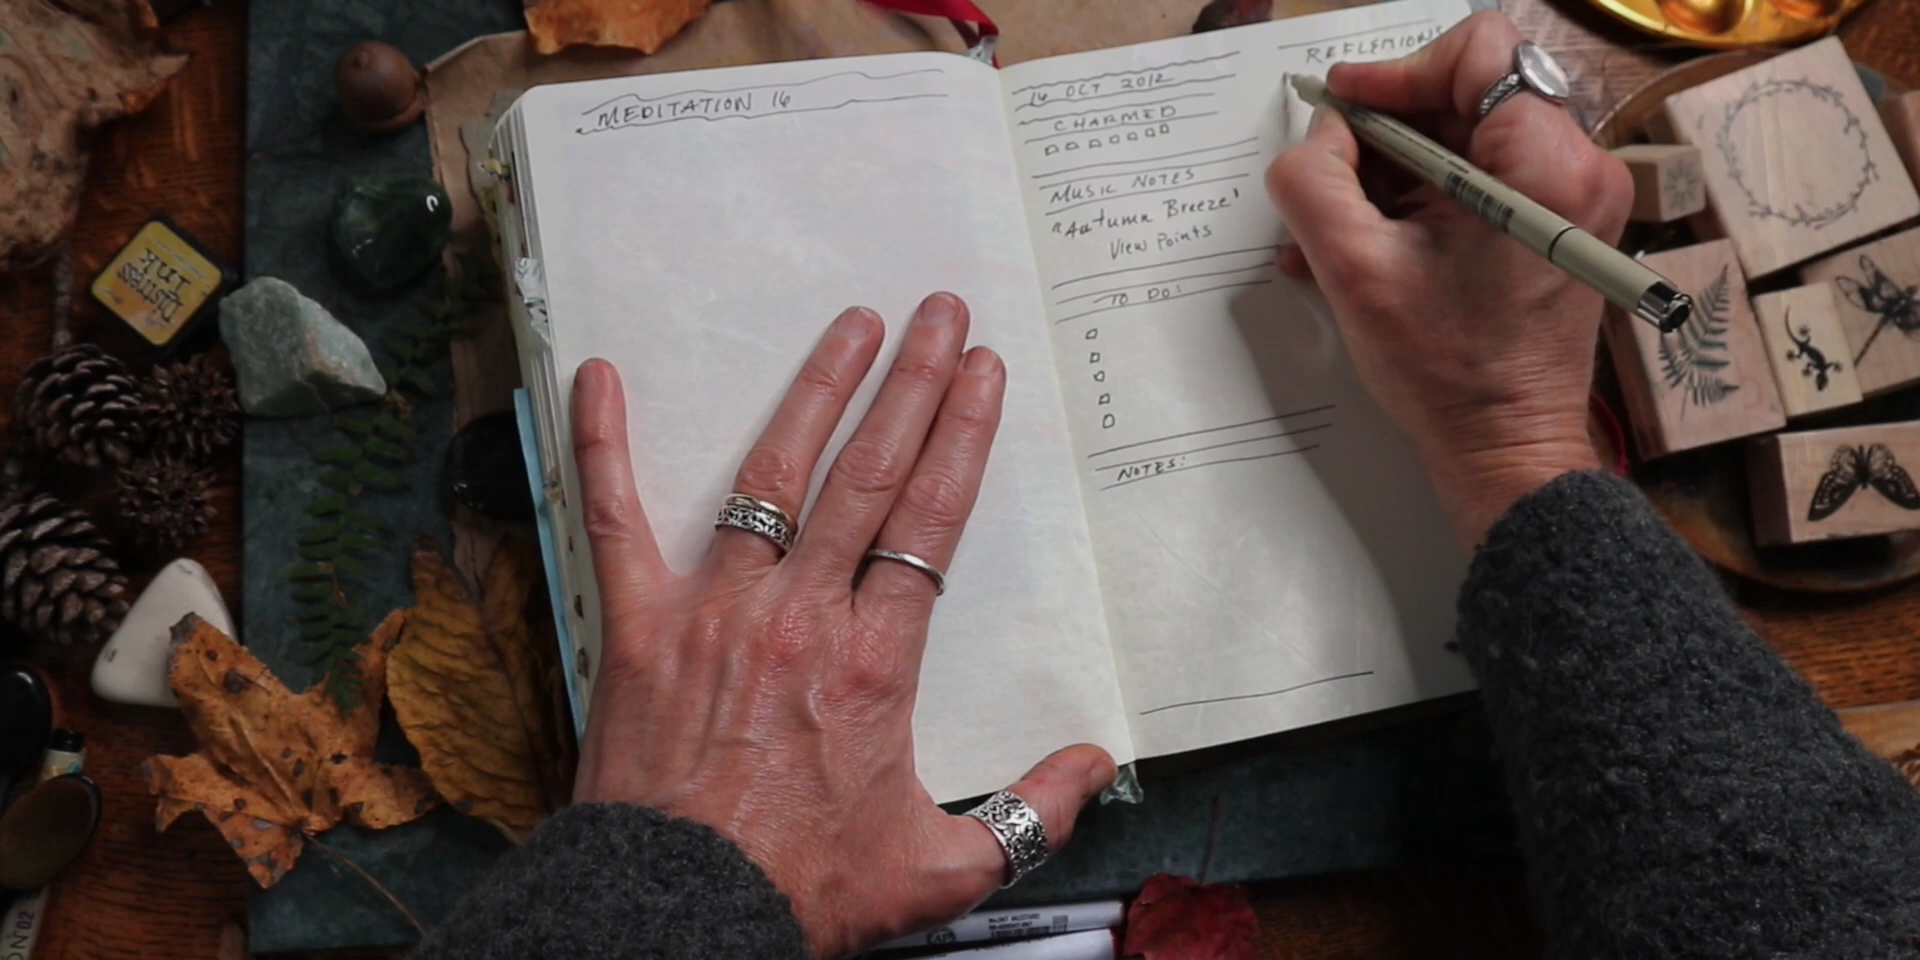 MEDITATION 16
14 OCT 2012
CHARMED
MUSIC NOTES
"Autumn Breeze"
View Points
TO DO:
NOTES:
REFLECTIONS
Distress
Ink